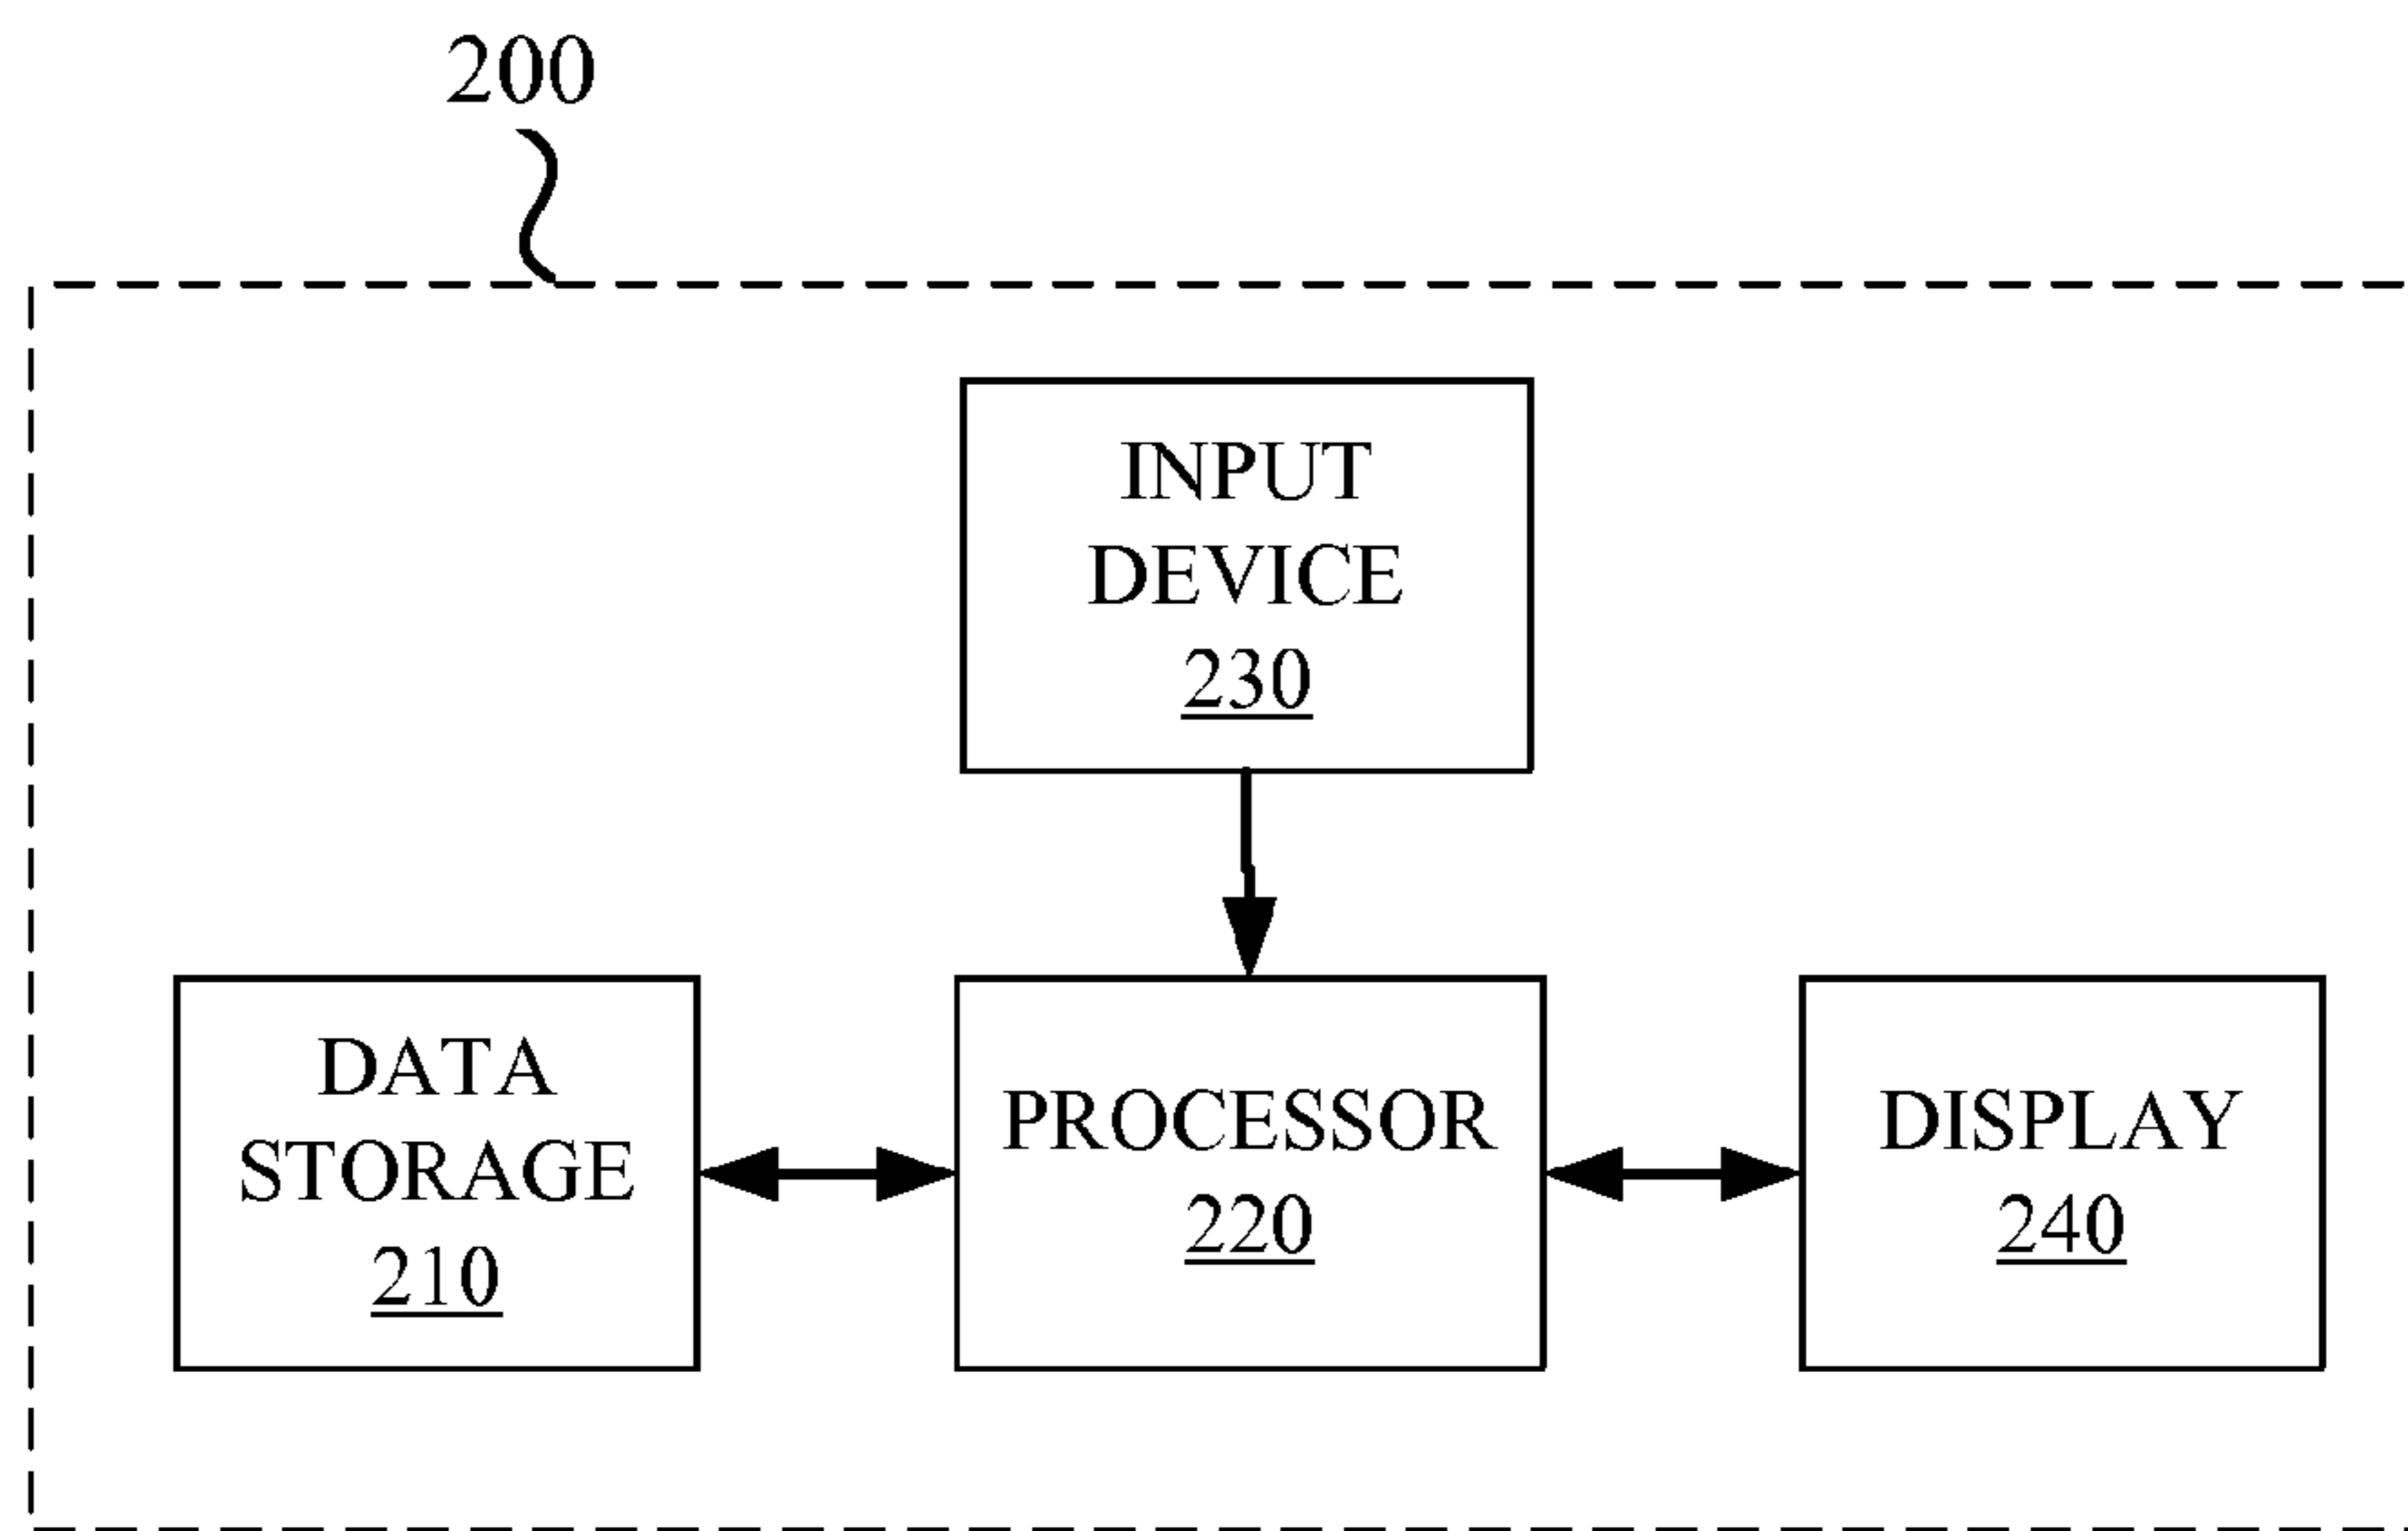 200
INPUT
DEVICE
230
DATA
STORAGE
210
PROCESSOR
220
DISPLAY
240